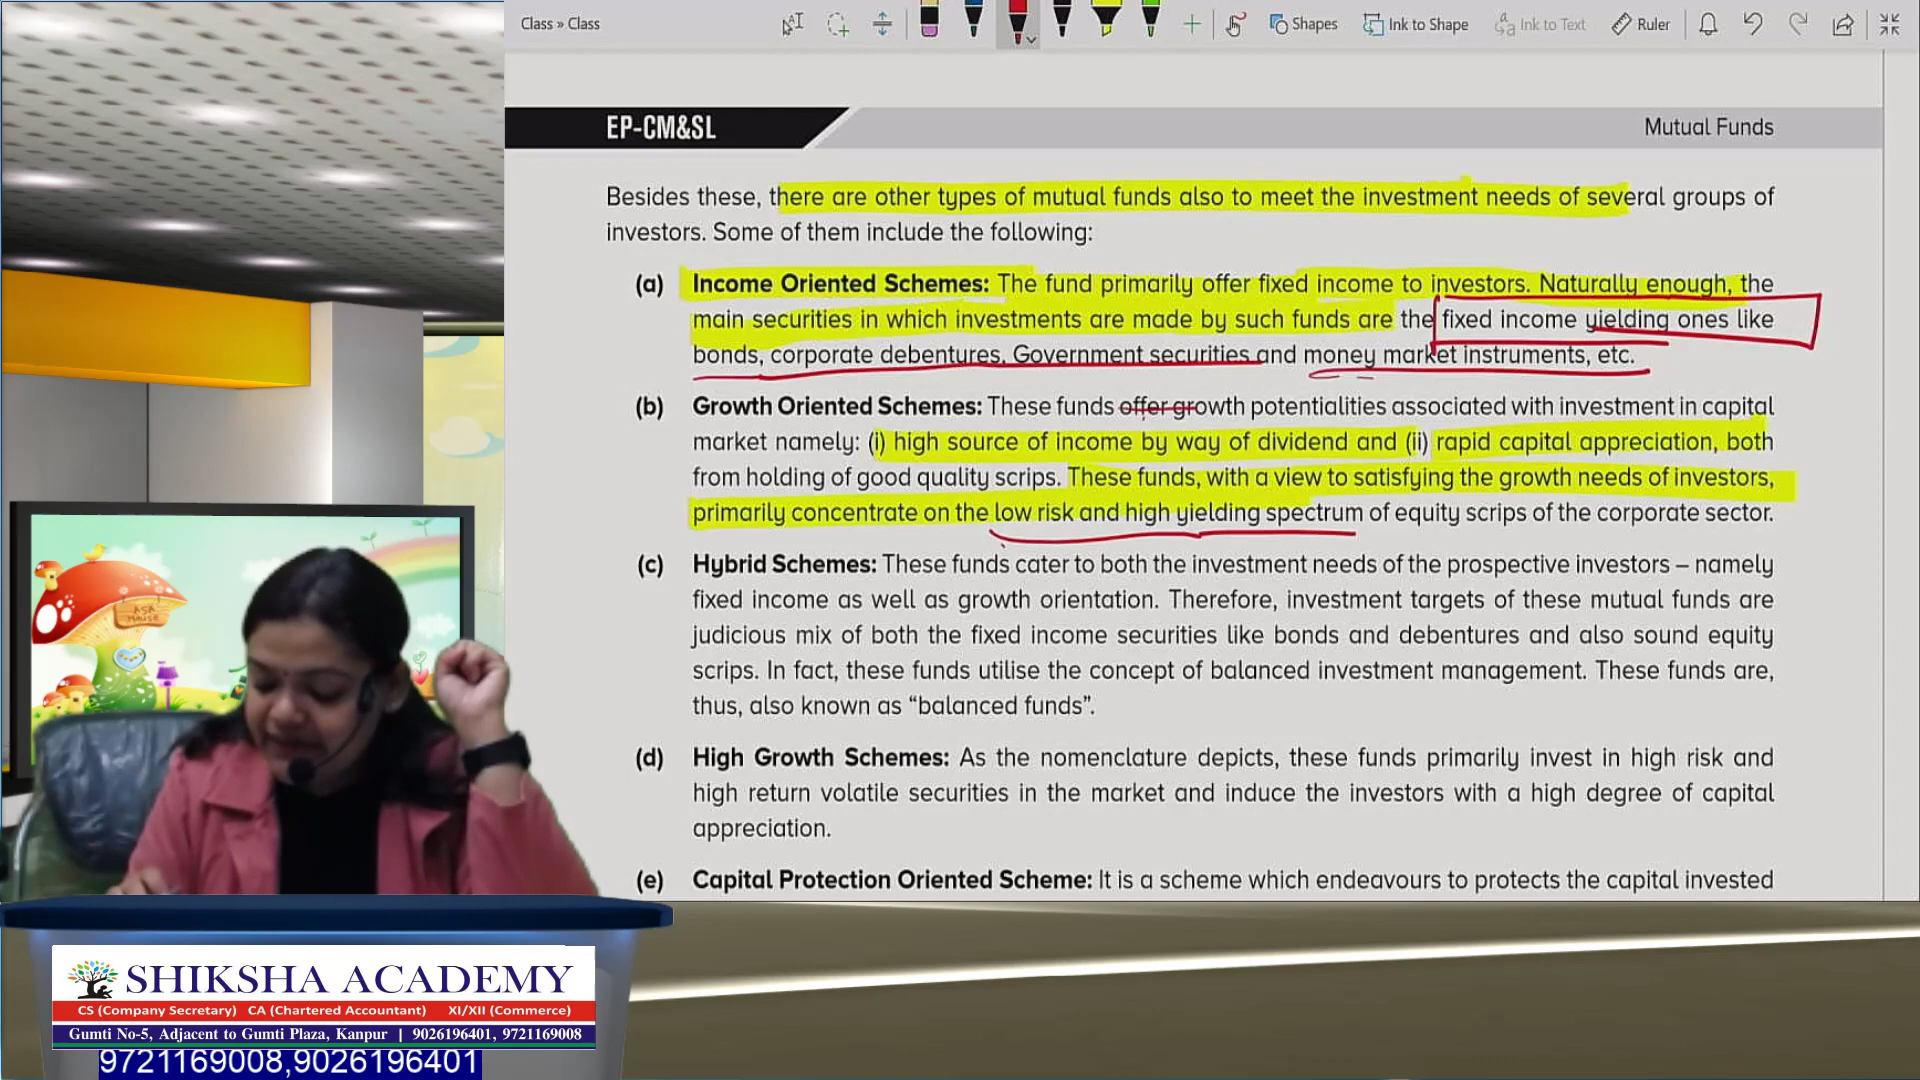 Class » Class
Shapes
Ink to Shape
Ink to Text
Ruler
EP-CM&SL
Mutual Funds
Besides these, there are other types of mutual funds also to meet the investment needs of several groups of
investors. Some of them include the following:
(a) Income Oriented Schemes: The fund primarily offer fixed income to investors. Naturally enough, the
main securities in which investments are made by such funds are the fixed income yielding ones like
bonds, corporate debentures, Government securities and money market instruments, etc.
(b) Growth Oriented Schemes: These funds offer growth potentialities associated with investment in capital
market namely: (i) high source of income by way of dividend and (ii) rapid capital appreciation, both
from holding of good quality scrips. These funds, with a view to satisfying the growth needs of investors,
primarily concentrate on the low risk and high yielding spectrum of equity scrips of the corporate sector.
(c) Hybrid Schemes: These funds cater to both the investment needs of the prospective investors – namely
fixed income as well as growth orientation. Therefore, investment targets of these mutual funds are
judicious mix of both the fixed income securities like bonds and debentures and also sound equity
scrips. In fact, these funds utilise the concept of balanced investment management. These funds are,
thus, also known as “balanced funds”.
(d) High Growth Schemes: As the nomenclature depicts, these funds primarily invest in high risk and
high return volatile securities in the market and induce the investors with a high degree of capital
appreciation.
(e) Capital Protection Oriented Scheme: It is a scheme which endeavours to protects the capital invested
SHIKSHA ACADEMY
CS (Company Secretary) CA (Chartered Accountant) XI/XII (Commerce)
Gumti No-5, Adjacent to Gumti Plaza, Kanpur | 9026196401, 9721169008
9721169008,9026196401